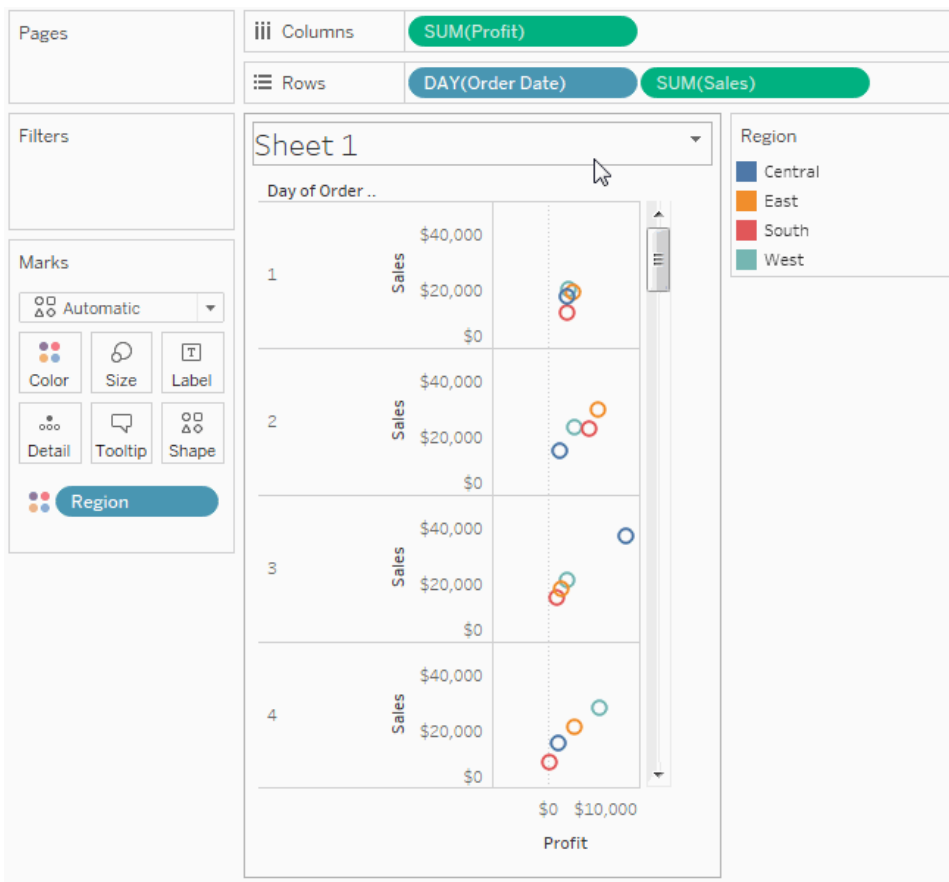 Pages
Columns
SUM(Profit)
Rows
DAY(Order Date)
SUM(Sales)
Filters
Marks
Automatic
Color
Size
Label
Detail
Tooltip
Shape
Region
Sheet 1
Day of Order ..
1
Sales
$40,000
$20,000
$0
2
Sales
$40,000
$20,000
$0
3
Sales
$40,000
$20,000
$0
4
Sales
$40,000
$20,000
$0
$0 $10,000
Profit
Region
Central
East
South
West